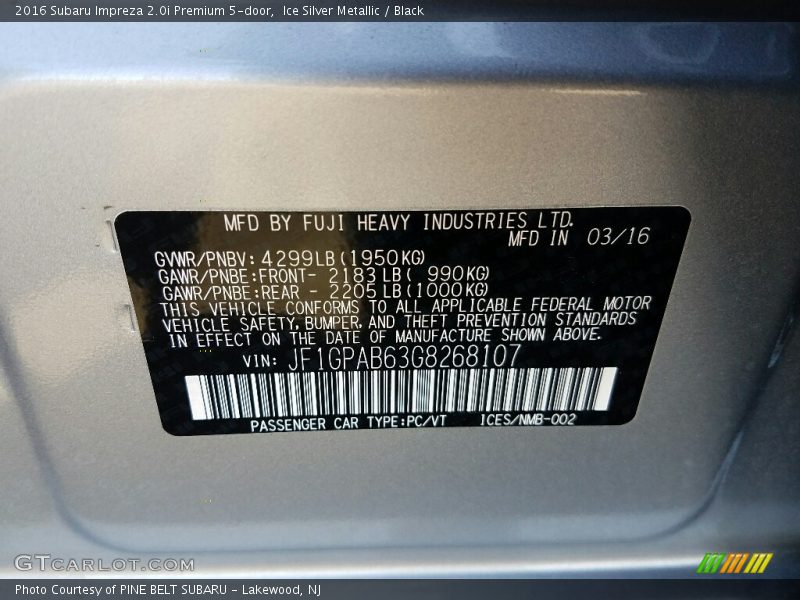 2016 Subaru Impreza 2.0i Premium 5-door,  Ice Silver Metallic / Black
MFD BY FUJI HEAVY INDUSTRIES LTD.
MFD IN 03/16
GVWR/PNBV: 4299LB(1950KG)
GAWR/PNBE:FRONT- 2183LB( 990KG)
GAWR/PNBE:REAR - 2205LB(1000KG)
THIS VEHICLE CONFORMS TO ALL APPLICABLE FEDERAL MOTOR
VEHICLE SAFETY, BUMPER, AND THEFT PREVENTION STANDARDS
IN EFFECT ON THE DATE OF MANUFACTURE SHOWN ABOVE.
VIN: JF1GPAB63G8268107
PASSENGER CAR TYPE:PC/VT ICES/NMB-002
GTCARLOT.COM
Photo Courtesy of PINE BELT SUBARU - Lakewood, NJ